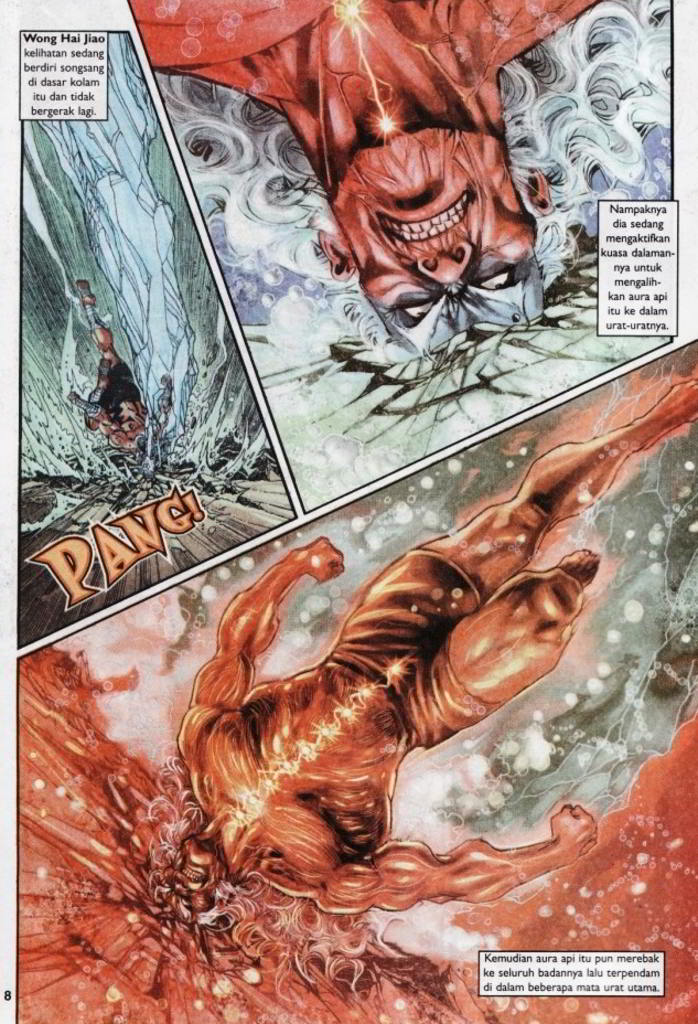 Wong Hai Jiao
kelihatan sedang
berdiri songsang
di dasar kolam
itu dan tidak
bergerak lagi.
Nampaknya
dia sedang
mengaktifkan
kuasa dalaman-
nya untuk
mengalih-
kan aura api
itu ke dalam
urat-uratnya.
PANG!
Kemudian aura api itu pun merebak
ke seluruh badannya lalu terpendam
di dalam beberapa mata urat utama.
8